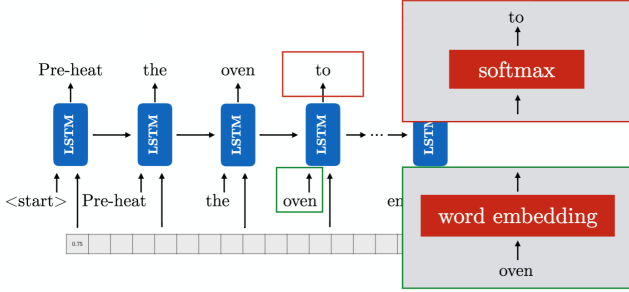 to
softmax
Pre-heat the oven to
LSTM LSTM LSTM LSTM ... LSTM
<start> Pre-heat the oven en
word embedding
0.75
oven